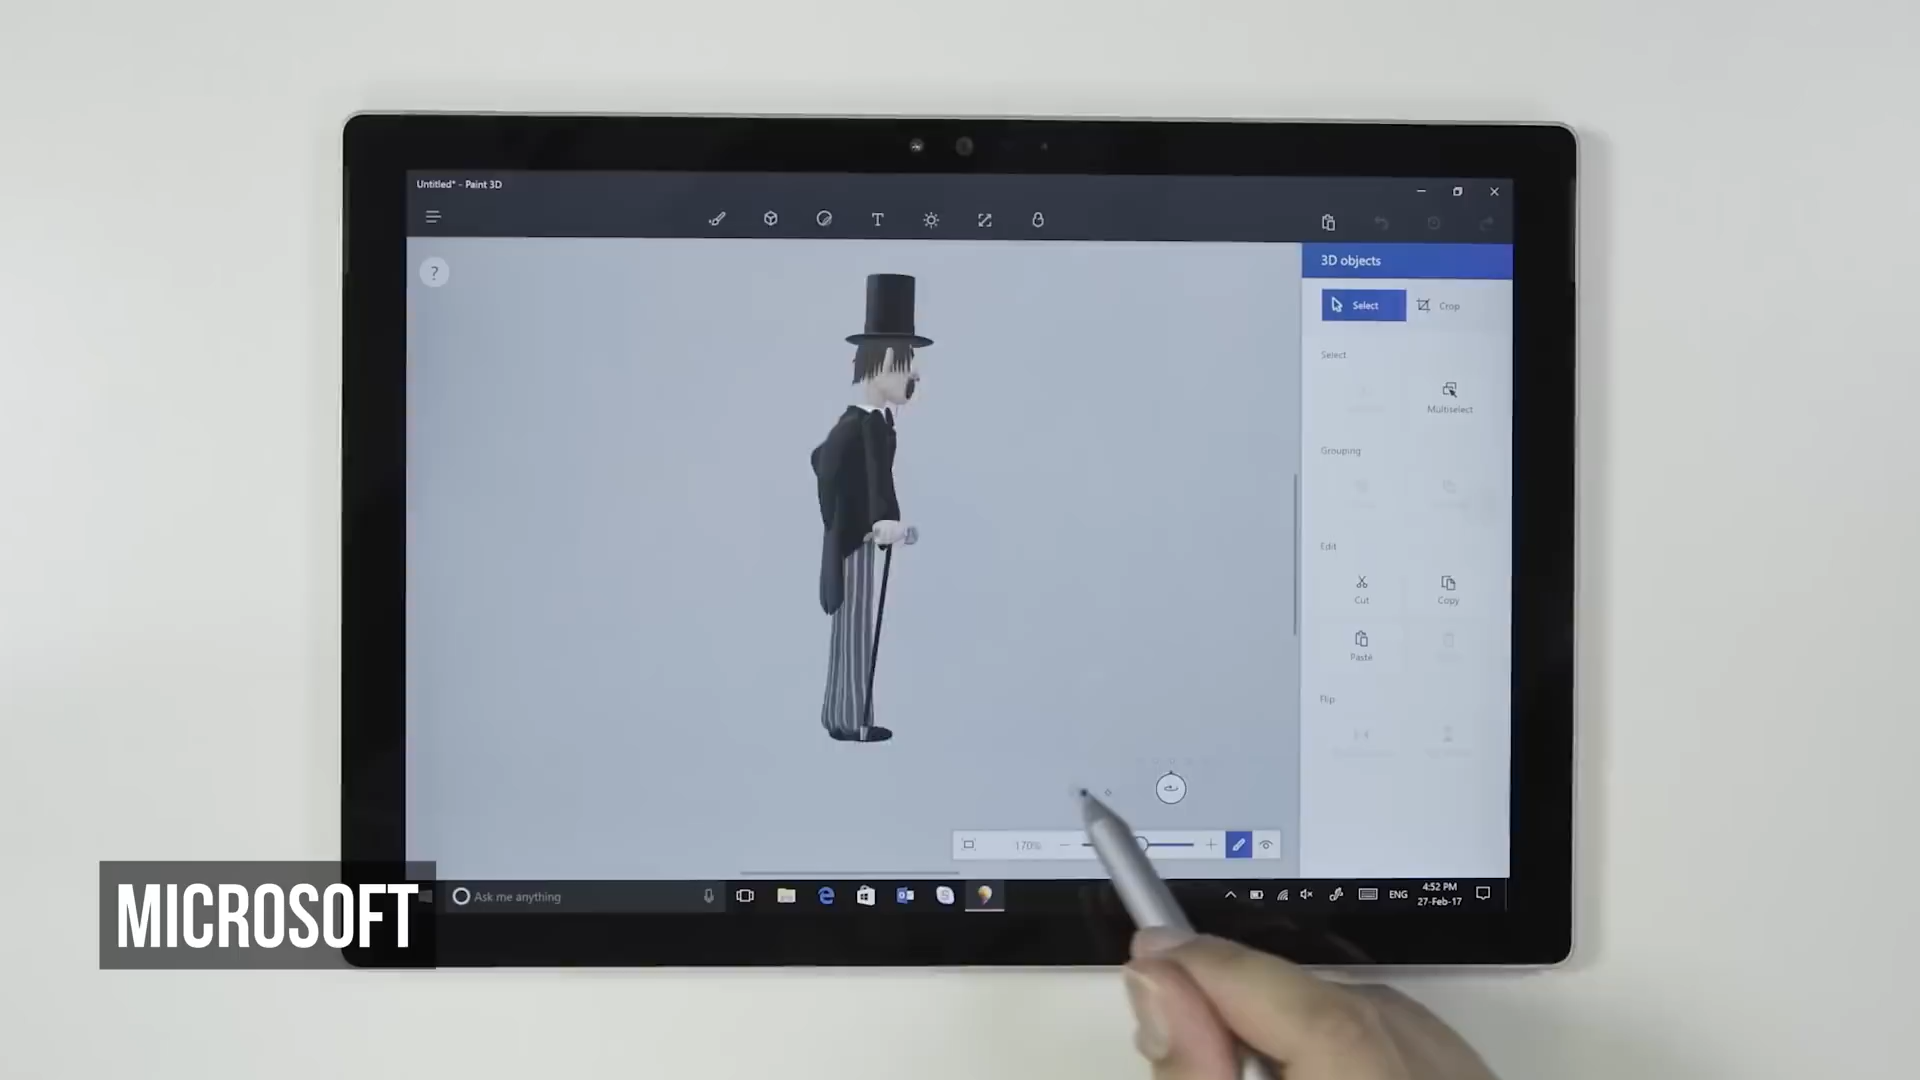 Untitled* - Paint 3D
T
?
3D objects
Select
Crop
Select
Multiselect
Grouping
Edit
Cut
Copy
Paste
Flip
170%
Ask me anything
ENG
4:52 PM
27-Feb-17
MICROSOFT